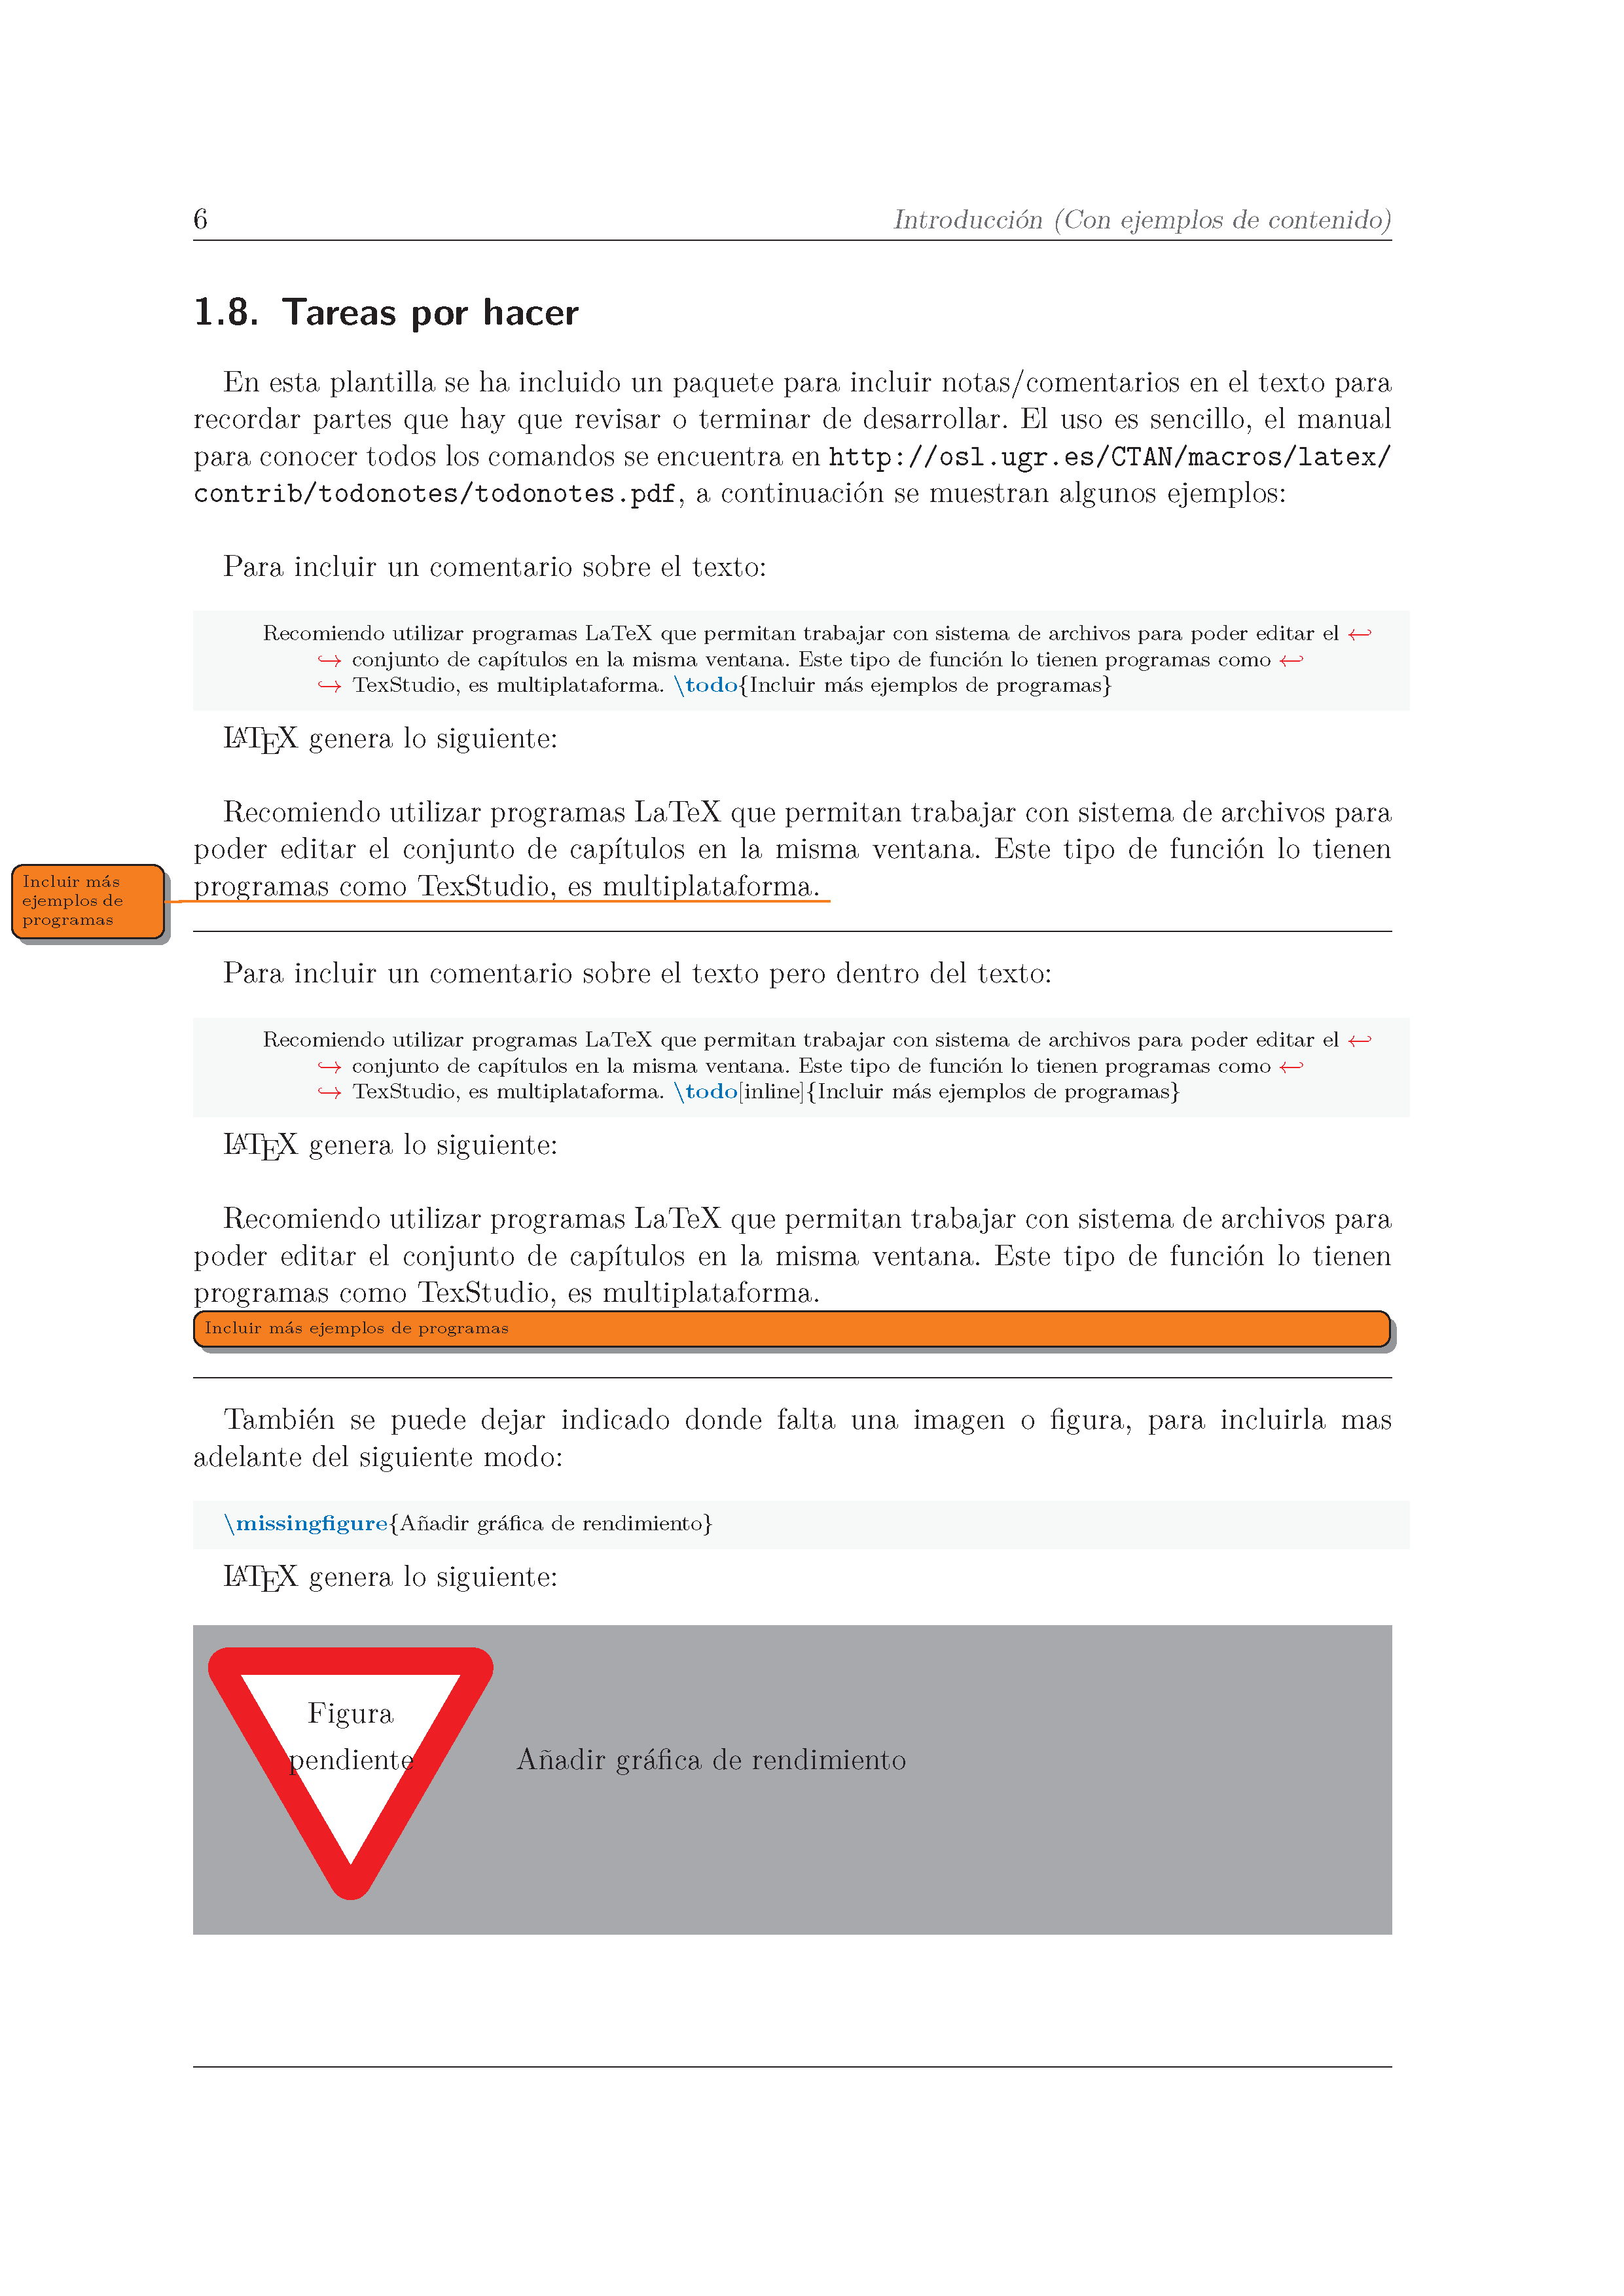 6 Introducción (Con ejemplos de contenido)
1.8. Tareas por hacer
En esta plantilla se ha incluido un paquete para incluir notas/comentarios en el texto para
recordar partes que hay que revisar o terminar de desarrollar. El uso es sencillo, el manual
para conocer todos los comandos se encuentra en http://osl.ugr.es/CTAN/macros/latex/
contrib/todonotes/todonotes.pdf, a continuación se muestran algunos ejemplos:
Para incluir un comentario sobre el texto:
Recomiendo utilizar programas LaTeX que permitan trabajar con sistema de archivos para poder editar el ↩
↪ conjunto de capítulos en la misma ventana. Este tipo de función lo tienen programas como ↩
↪ TexStudio, es multiplataforma. \todo{Incluir más ejemplos de programas}
LATEX genera lo siguiente:
Recomiendo utilizar programas LaTeX que permitan trabajar con sistema de archivos para
poder editar el conjunto de capítulos en la misma ventana. Este tipo de función lo tienen
programas como TexStudio, es multiplataforma.
Incluir más
ejemplos de
programas
Para incluir un comentario sobre el texto pero dentro del texto:
Recomiendo utilizar programas LaTeX que permitan trabajar con sistema de archivos para poder editar el ↩
↪ conjunto de capítulos en la misma ventana. Este tipo de función lo tienen programas como ↩
↪ TexStudio, es multiplataforma. \todo[inline]{Incluir más ejemplos de programas}
LATEX genera lo siguiente:
Recomiendo utilizar programas LaTeX que permitan trabajar con sistema de archivos para
poder editar el conjunto de capítulos en la misma ventana. Este tipo de función lo tienen
programas como TexStudio, es multiplataforma.
Incluir más ejemplos de programas
También se puede dejar indicado donde falta una imagen o figura, para incluirla mas
adelante del siguiente modo:
\missingfigure{Añadir gráfica de rendimiento}
LATEX genera lo siguiente:
Figura
pendiente
Añadir gráfica de rendimiento